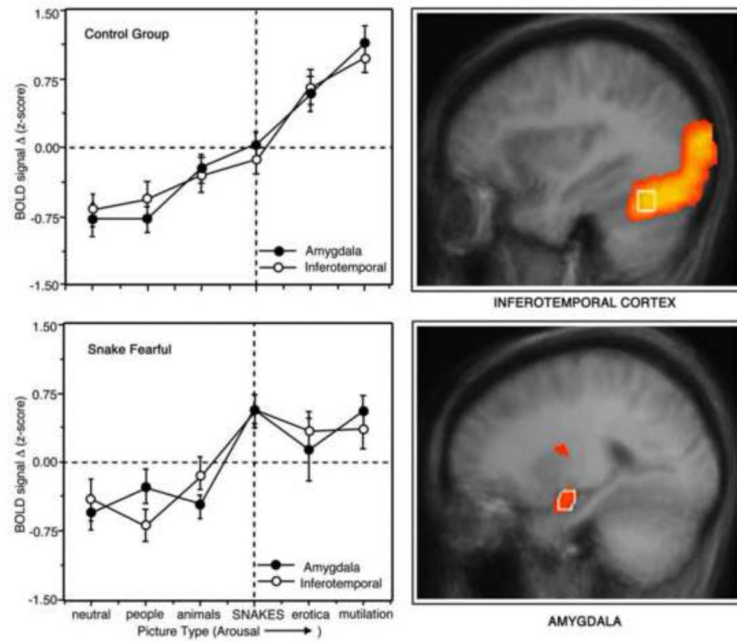 Control Group
BOLD signal Δ (z-score)
1.50
0.75
0.00
-0.75
-1.50
Amygdala
Inferotemporal
INFEROTEMPORAL CORTEX
Snake Fearful
BOLD signal Δ (z-score)
1.50
0.75
0.00
-0.75
-1.50
Amygdala
Inferotemporal
neutral people animals SNAKES erotica mutilation
Picture Type (Arousal ⟶ )
AMYGDALA